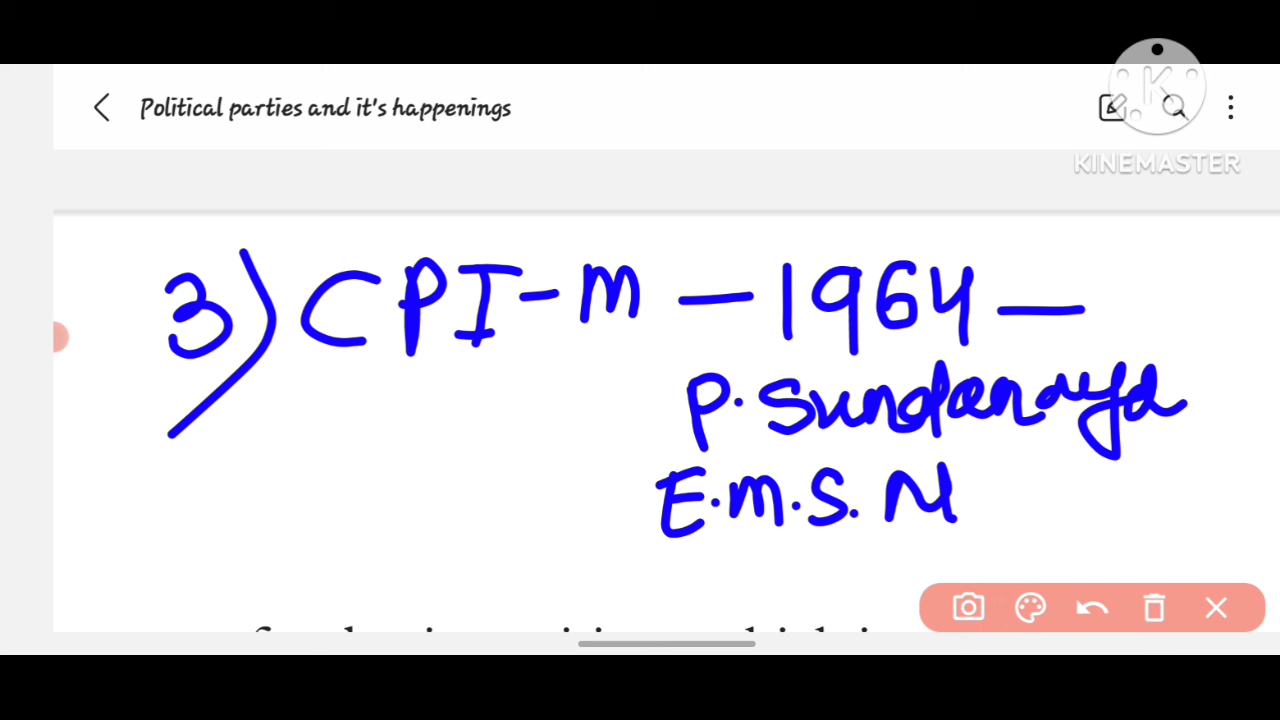 Political parties and it's happenings
KINEMASTER
3) CPI-M — 1964 —
P. Sundarayya
E.M.S. N